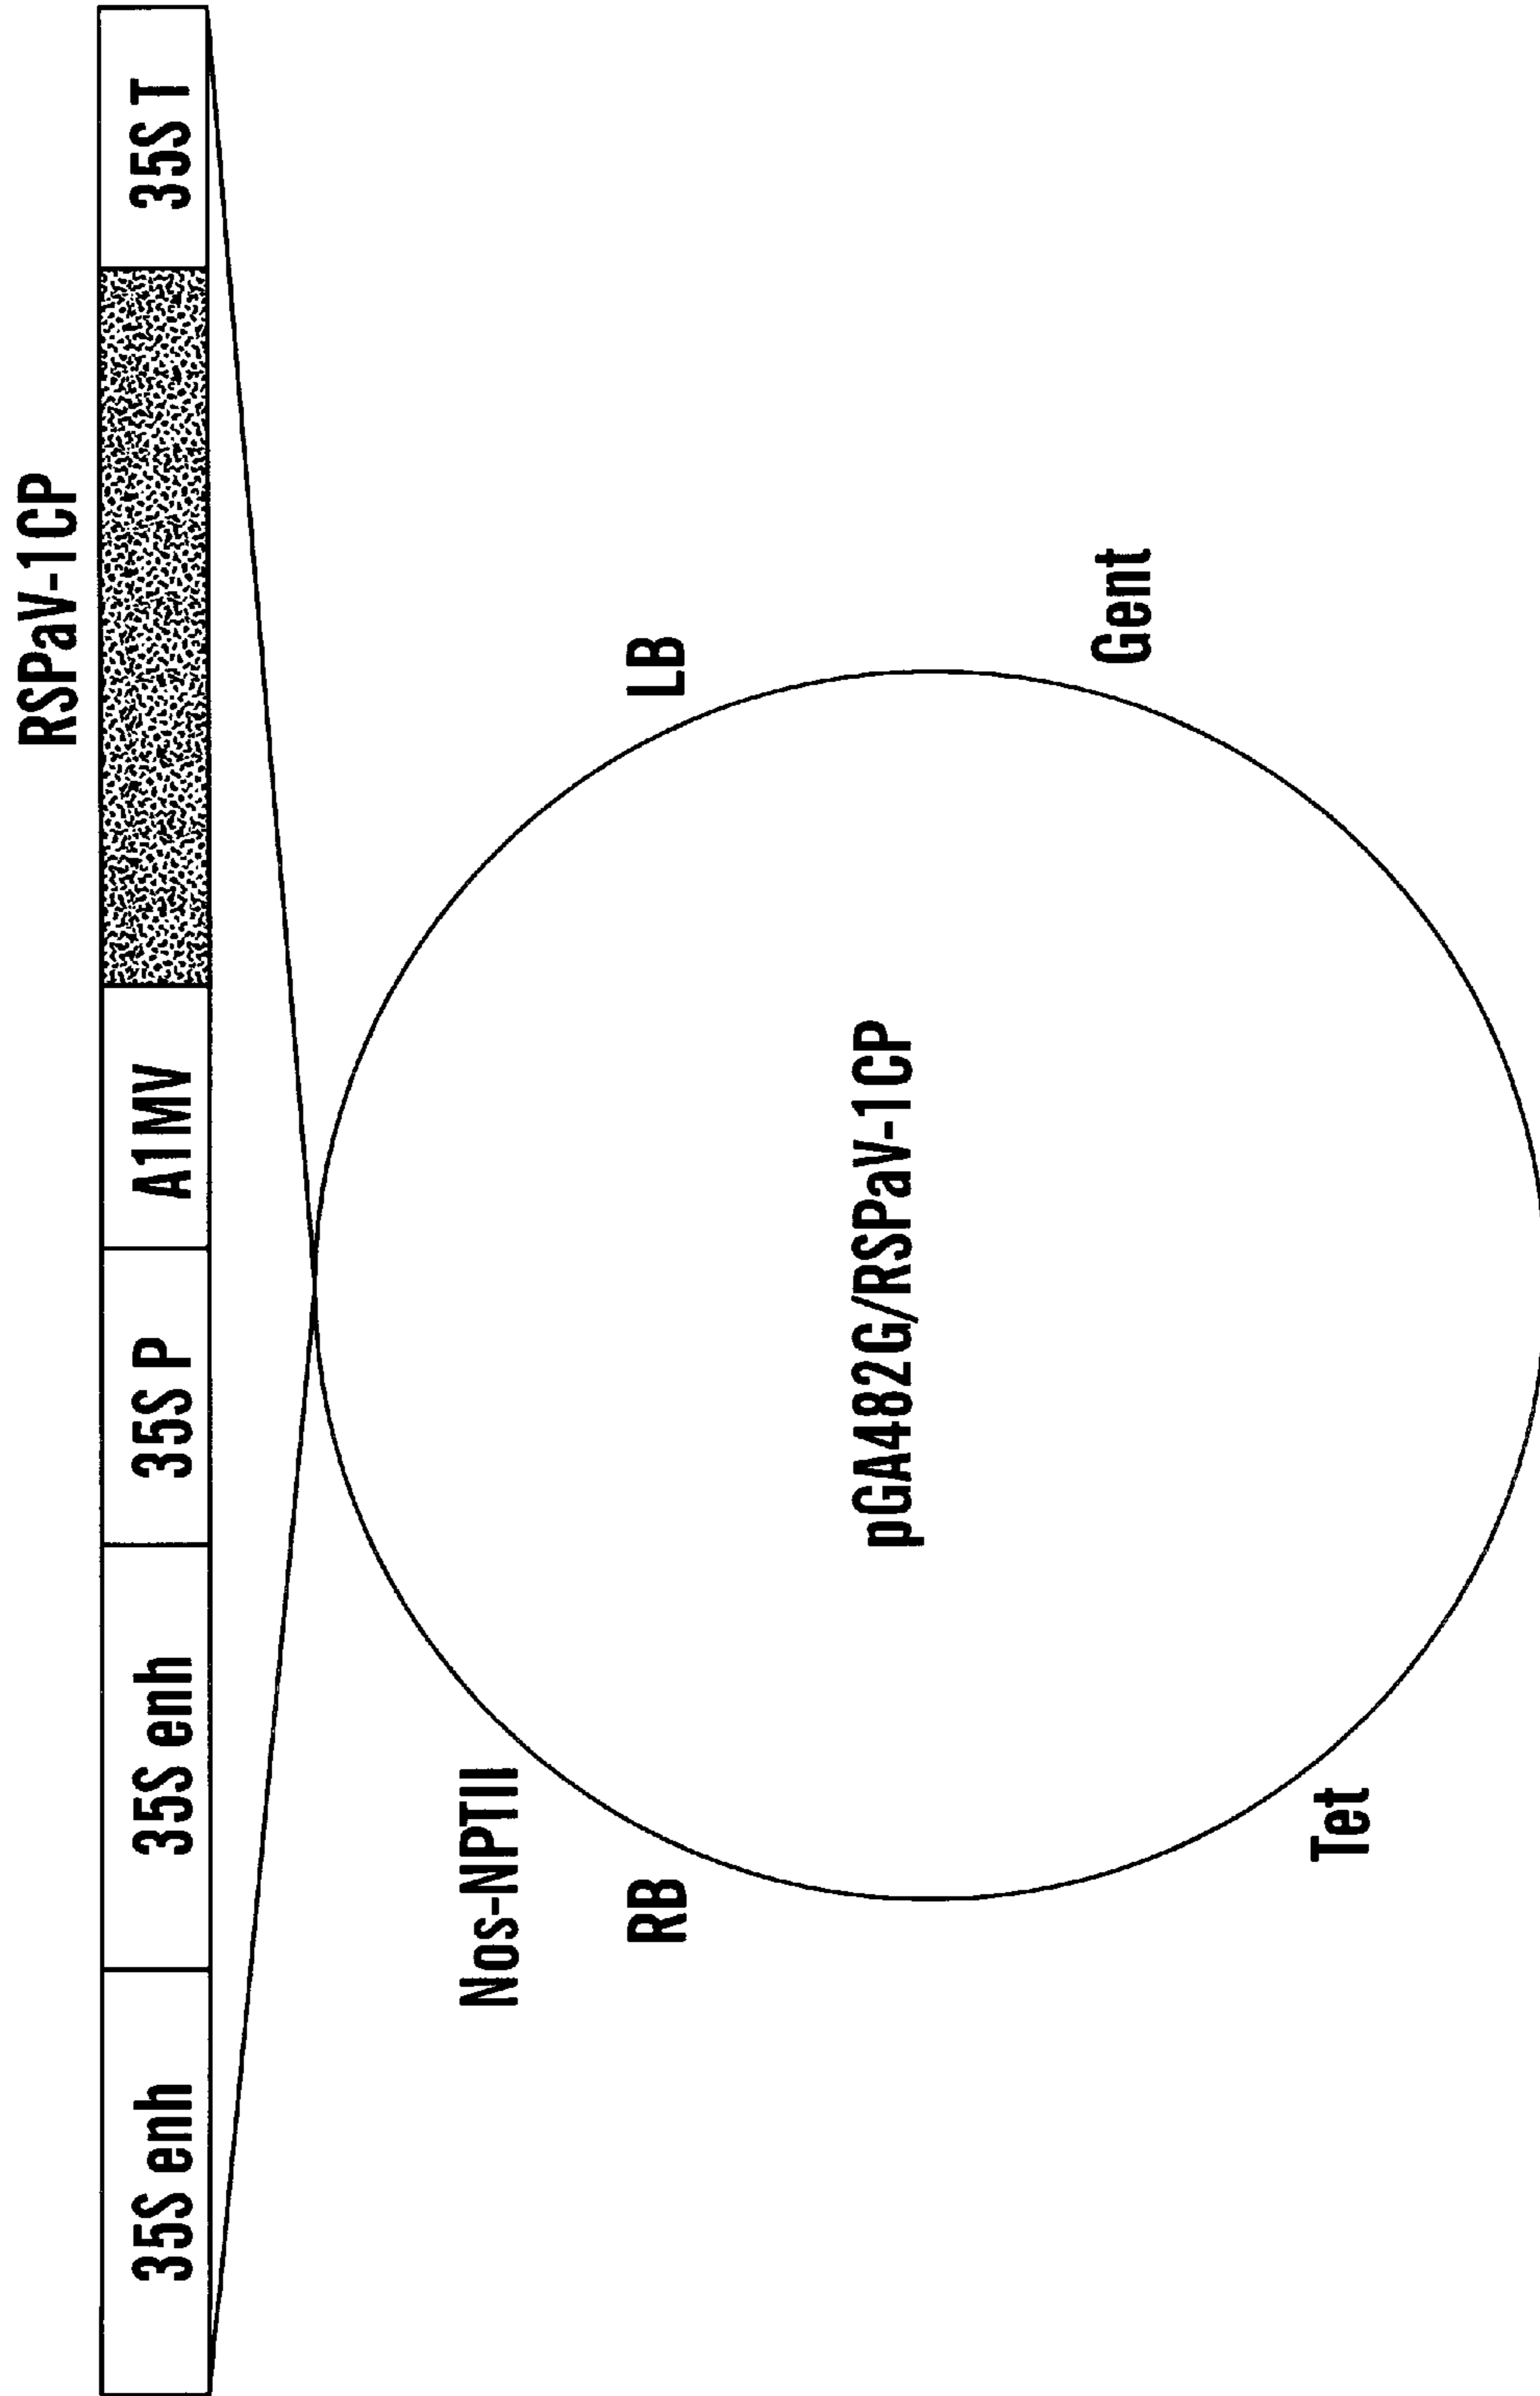 RSPaV-1CP
35S enh
35S enh
35S P
A1MV
35S T
Nos-NPTII
RB
LB
pGA482G/RSPaV-1CP
Gent
Tet